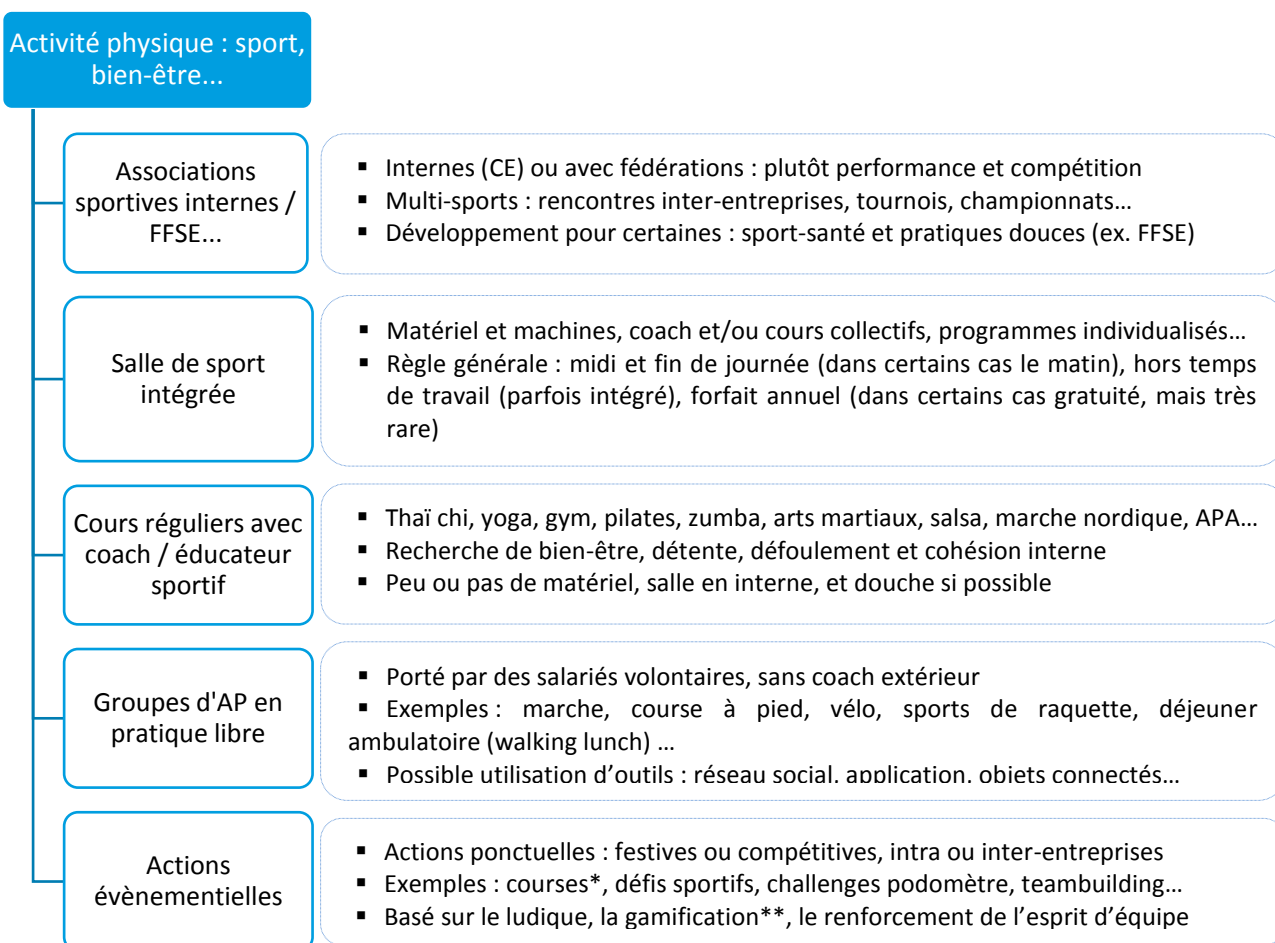 Activité physique : sport,
bien-être...
Associations
sportives internes /
FFSE...
▪ Internes (CE) ou avec fédérations : plutôt performance et compétition
▪ Multi-sports : rencontres inter-entreprises, tournois, championnats…
▪ Développement pour certaines : sport-santé et pratiques douces (ex. FFSE)
Salle de sport
intégrée
▪ Matériel et machines, coach et/ou cours collectifs, programmes individualisés…
▪ Règle générale : midi et fin de journée (dans certains cas le matin), hors temps
de travail (parfois intégré), forfait annuel (dans certains cas gratuité, mais très
rare)
Cours réguliers avec
coach / éducateur
sportif
▪ Thaï chi, yoga, gym, pilates, zumba, arts martiaux, salsa, marche nordique, APA…
▪ Recherche de bien-être, détente, défoulement et cohésion interne
▪ Peu ou pas de matériel, salle en interne, et douche si possible
Groupes d'AP en
pratique libre
▪ Porté par des salariés volontaires, sans coach extérieur
▪ Exemples : marche, course à pied, vélo, sports de raquette, déjeuner
ambulatoire (walking lunch) …
▪ Possible utilisation d’outils : réseau social, application, objets connectés…
Actions
évènementielles
▪ Actions ponctuelles : festives ou compétitives, intra ou inter-entreprises
▪ Exemples : courses*, défis sportifs, challenges podomètre, teambuilding…
▪ Basé sur le ludique, la gamification**, le renforcement de l’esprit d’équipe